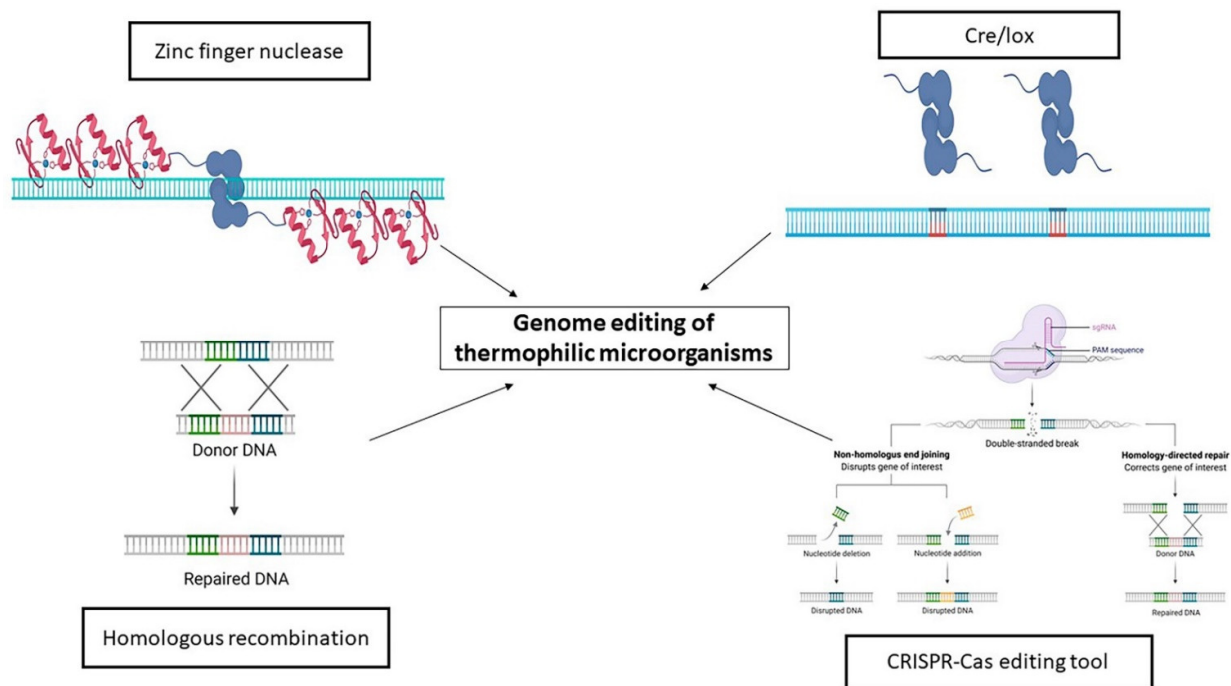 Zinc finger nuclease
Cre/lox
Genome editing of
thermophilic microorganisms
Donor DNA
Repaired DNA
Homologous recombination
sgRNA
PAM sequence
Double-stranded break
Non-homologus end joining
Disrupts gene of interest
Homology-directed repair
Corrects gene of interest
Nucleotide deletion
Nucleotide addition
Donor DNA
Disrupted DNA
Disrupted DNA
Repaired DNA
CRISPR-Cas editing tool